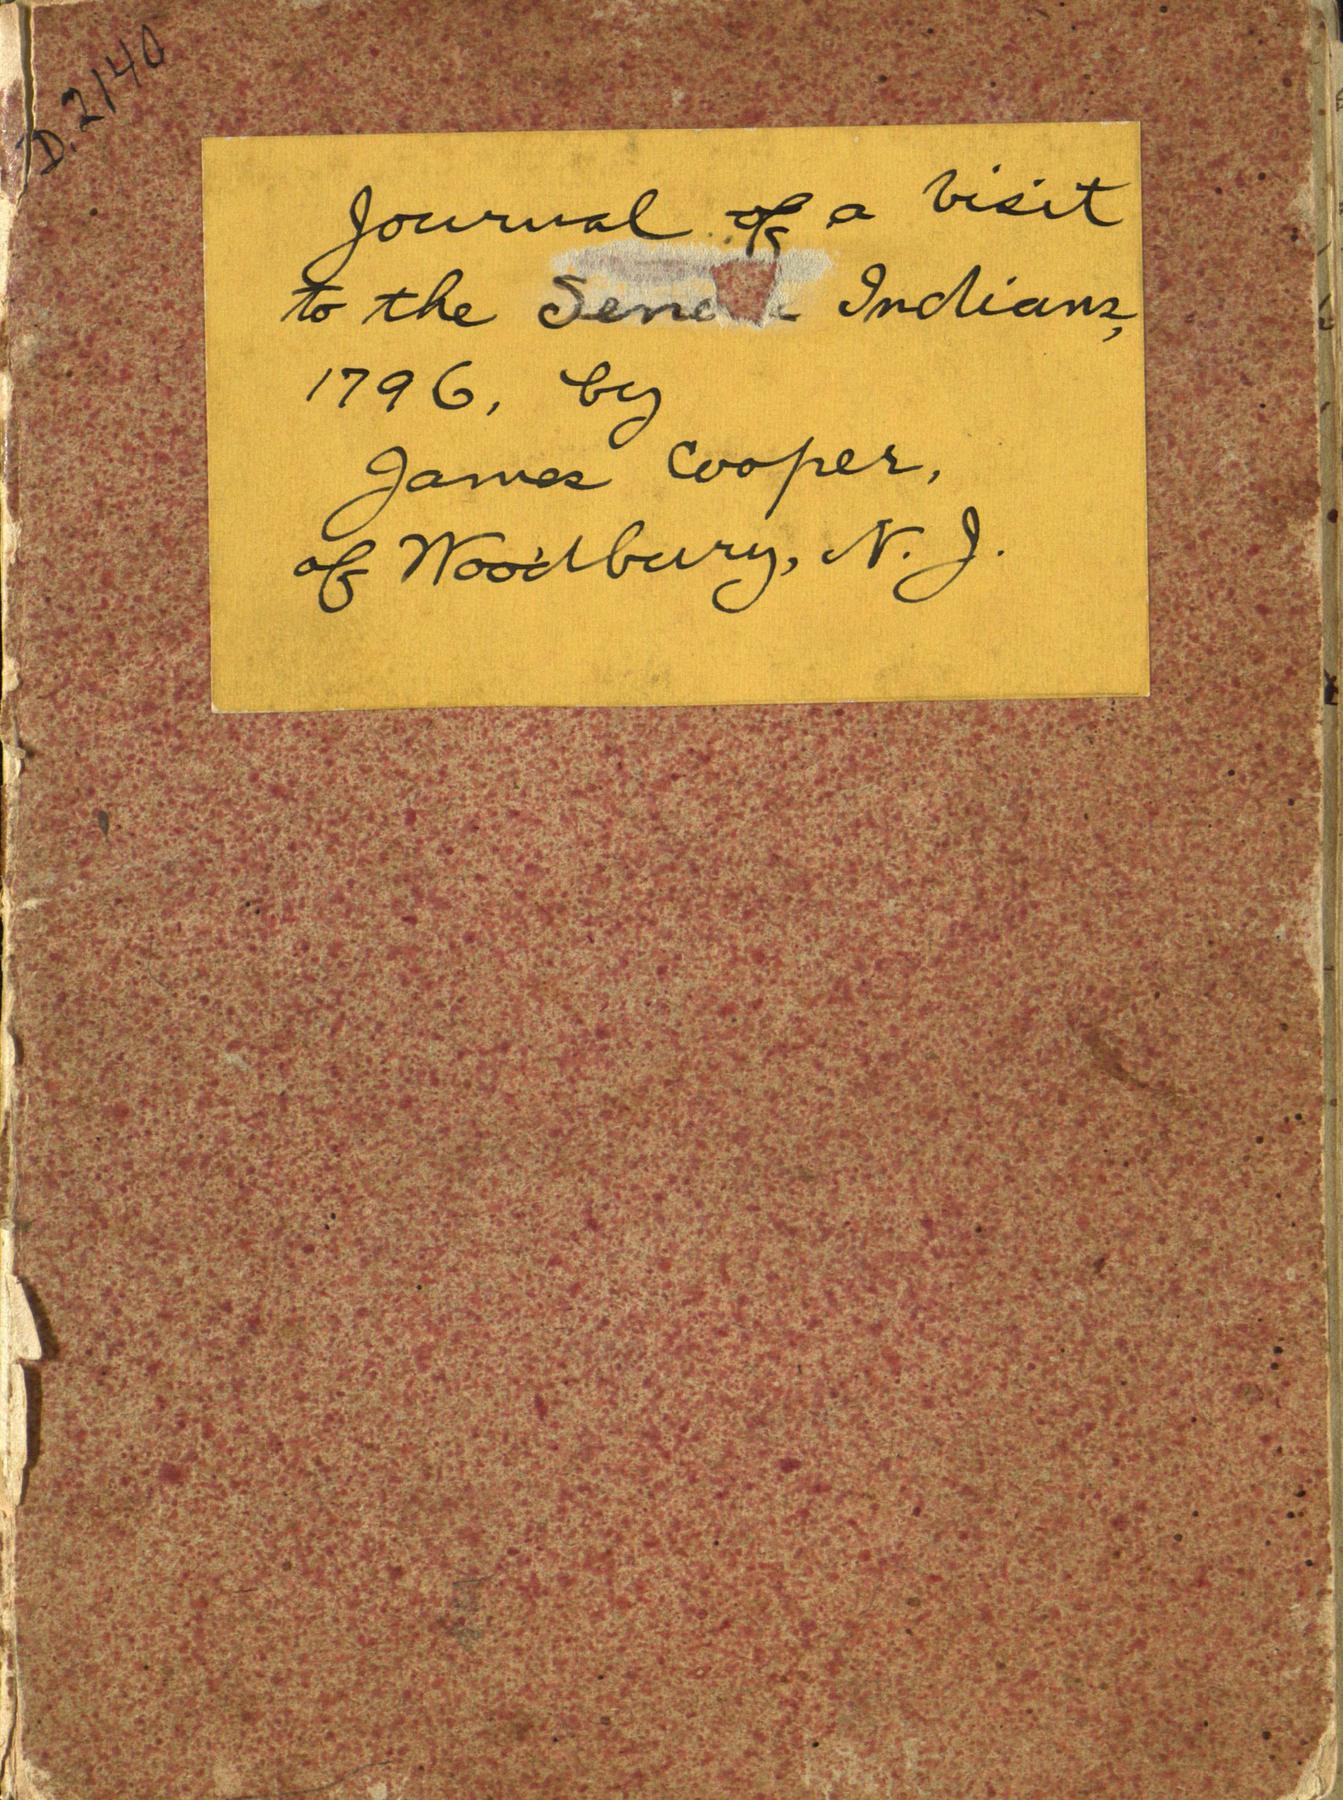 D. 2140
Journal of a visit
to the Indians,
1796, by
James Cooper,
of Woodbury, N. J.